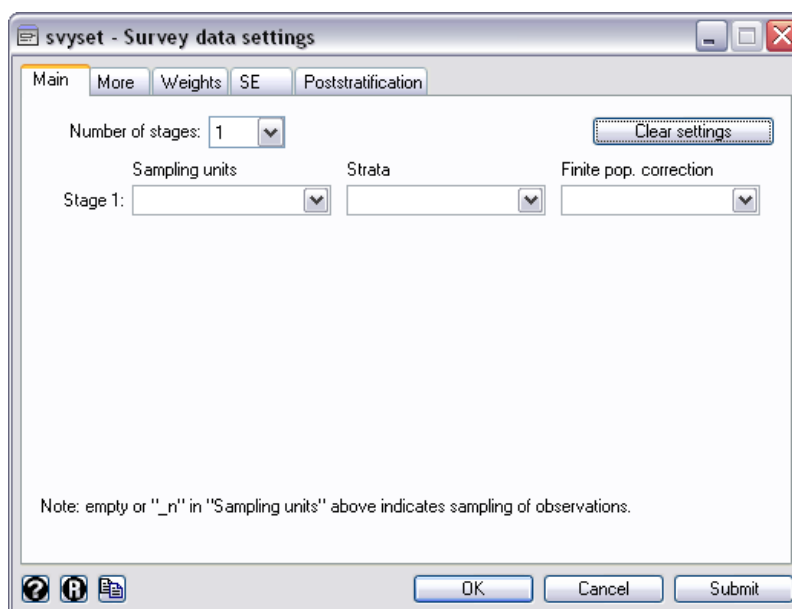 svyset - Survey data settings
Main More Weights SE Poststratification
Number of stages: 1 Clear settings
Sampling units Strata Finite pop. correction
Stage 1:
Note: empty or "_n" in "Sampling units" above indicates sampling of observations.
? R OK Cancel Submit